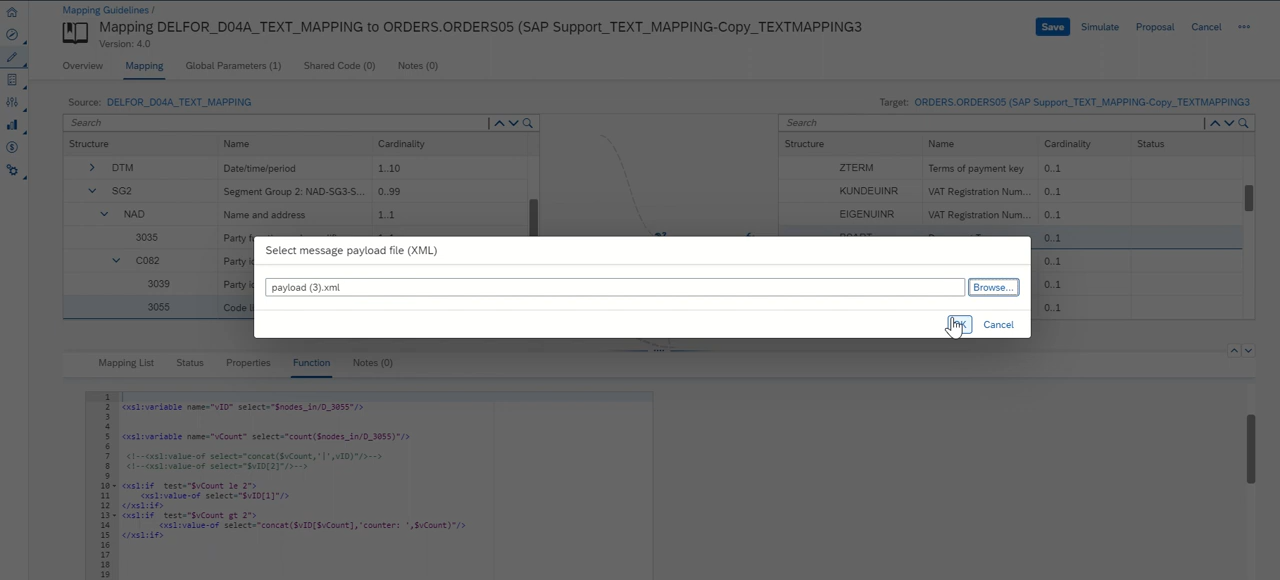 Mapping Guidelines /
Mapping DELFOR_D04A_TEXT_MAPPING to ORDERS.ORDERS05 (SAP Support_TEXT_MAPPING-Copy_TEXTMAPPING3
Save Simulate Proposal Cancel
Version: 4.0
Overview Mapping Global Parameters (1) Shared Code (0) Notes (0)
Source: DELFOR_D04A_TEXT_MAPPING Target: ORDERS.ORDERS05 (SAP Support_TEXT_MAPPING-Copy_TEXTMAPPING3
Search Search
Structure Name Cardinality Structure Name Cardinality Status
DTM Date/time/period 1..10 ZTERM Terms of payment key 0..1
SG2 Segment Group 2: NAD-SG3-S... 0..99 KUNDEUINR VAT Registration Num... 0..1
NAD Name and address 1..1 EIGENUINR VAT Registration Num... 0..1
3035 0..1
C082 Party i 0..1
3039 0..1
3055 Code li 0..1
Select message payload file (XML)
payload (3).xml Browse...
Cancel
Mapping List Status Properties Function Notes (0)
1
2 <xsl:variable name="vID" select="$nodes_in/D_3055"/>
3
4
5 <xsl:variable name="vCount" select="count($nodes_in/D_3055)"/>
6
7 <!--<xsl:value-of select="concat($vCount,'|',vID)"/>-->
8 <!--<xsl:value-of select="$vID[2]"/>-->
9
10 <xsl:if test="$vCount le 2">
11 <xsl:value-of select="$vID[1]"/>
12 </xsl:if>
13 <xsl:if test="$vCount gt 2">
14 <xsl:value-of select="concat($vID[$vCount],'counter: ',$vCount)"/>
15 </xsl:if>
16
17
18
19